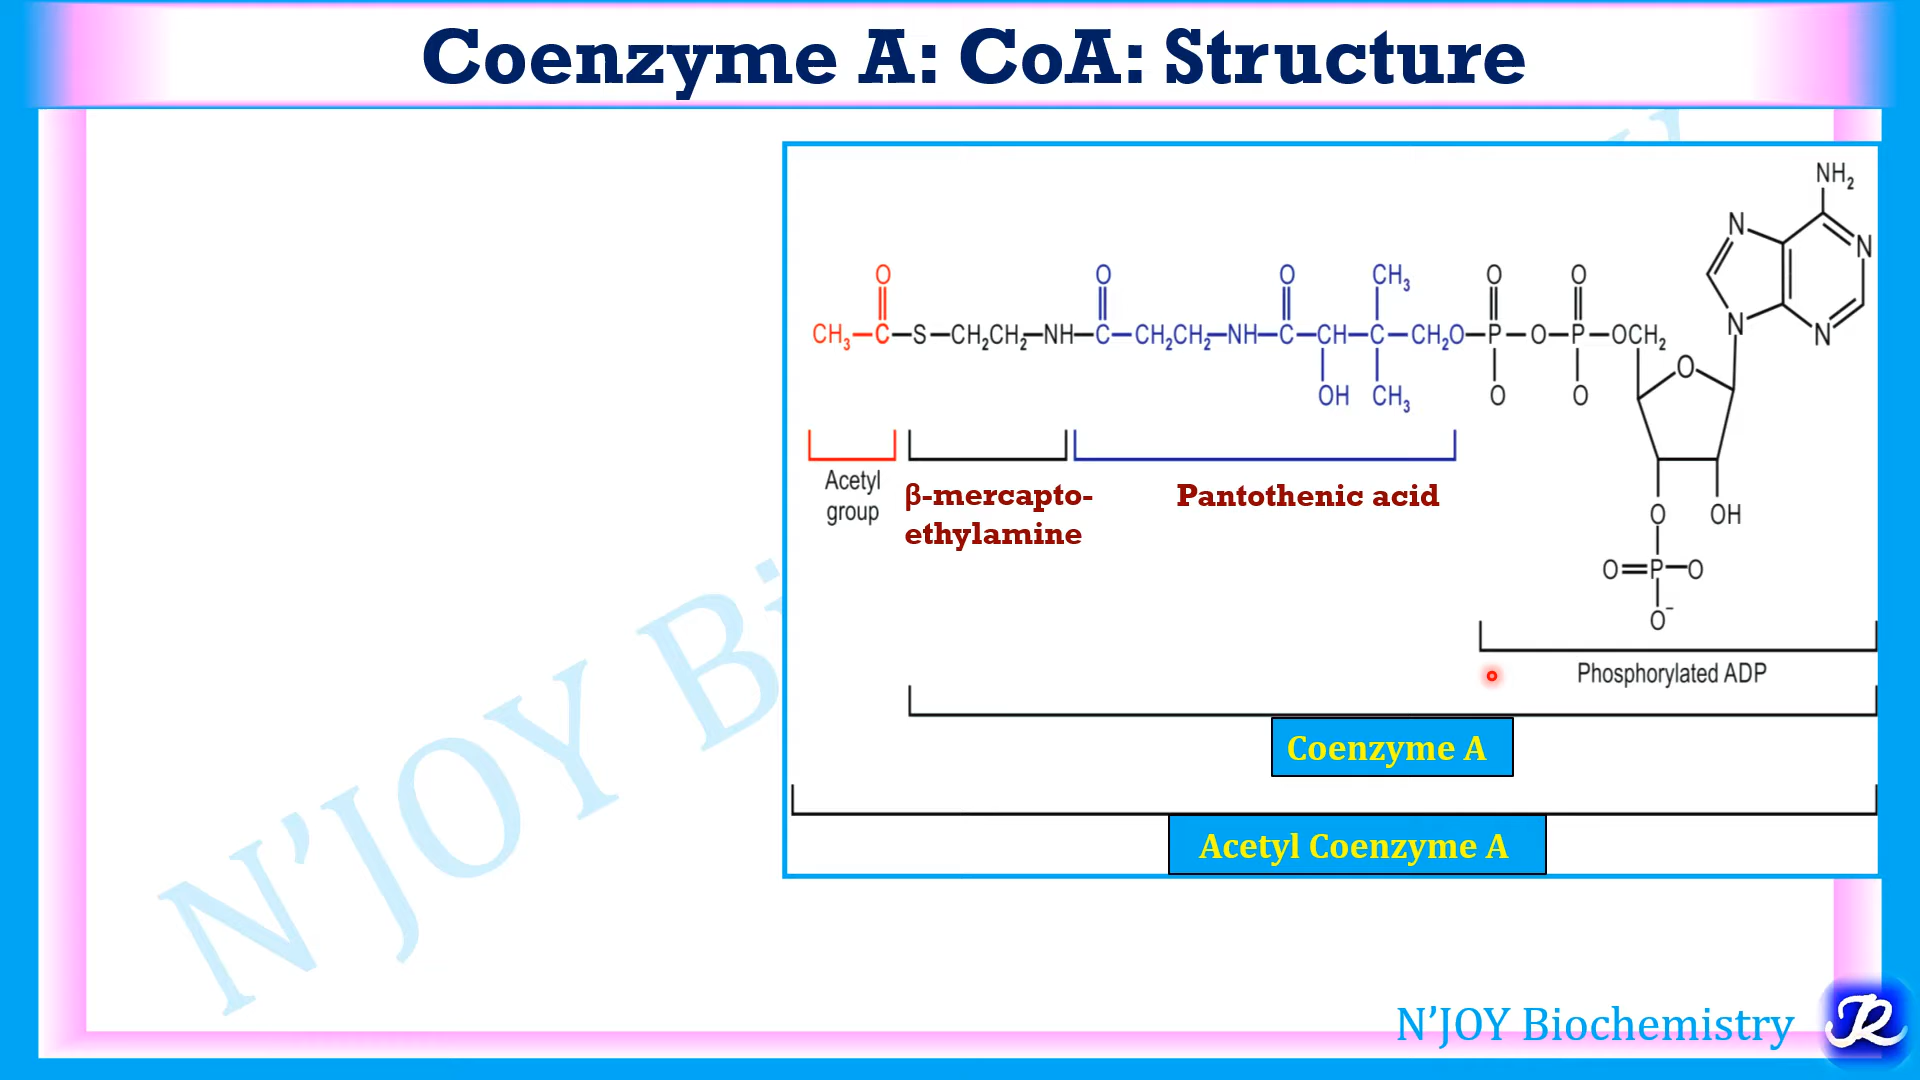 Coenzyme A: CoA: Structure
NH2
N
N
O
O
O
CH3
O
O
N
N
CH3—C—S—CH2CH2—NH—C—CH2CH2—NH—C—CH—C—CH2O—P—O—P—OCH2
O
OH
CH3
O
O
Acetyl
group
β-mercapto-
ethylamine
Pantothenic acid
O
OH
O=P—O
O−
Phosphorylated ADP
Coenzyme A
Acetyl Coenzyme A
N'JOY Bi
N'JOY Biochemistry
JR